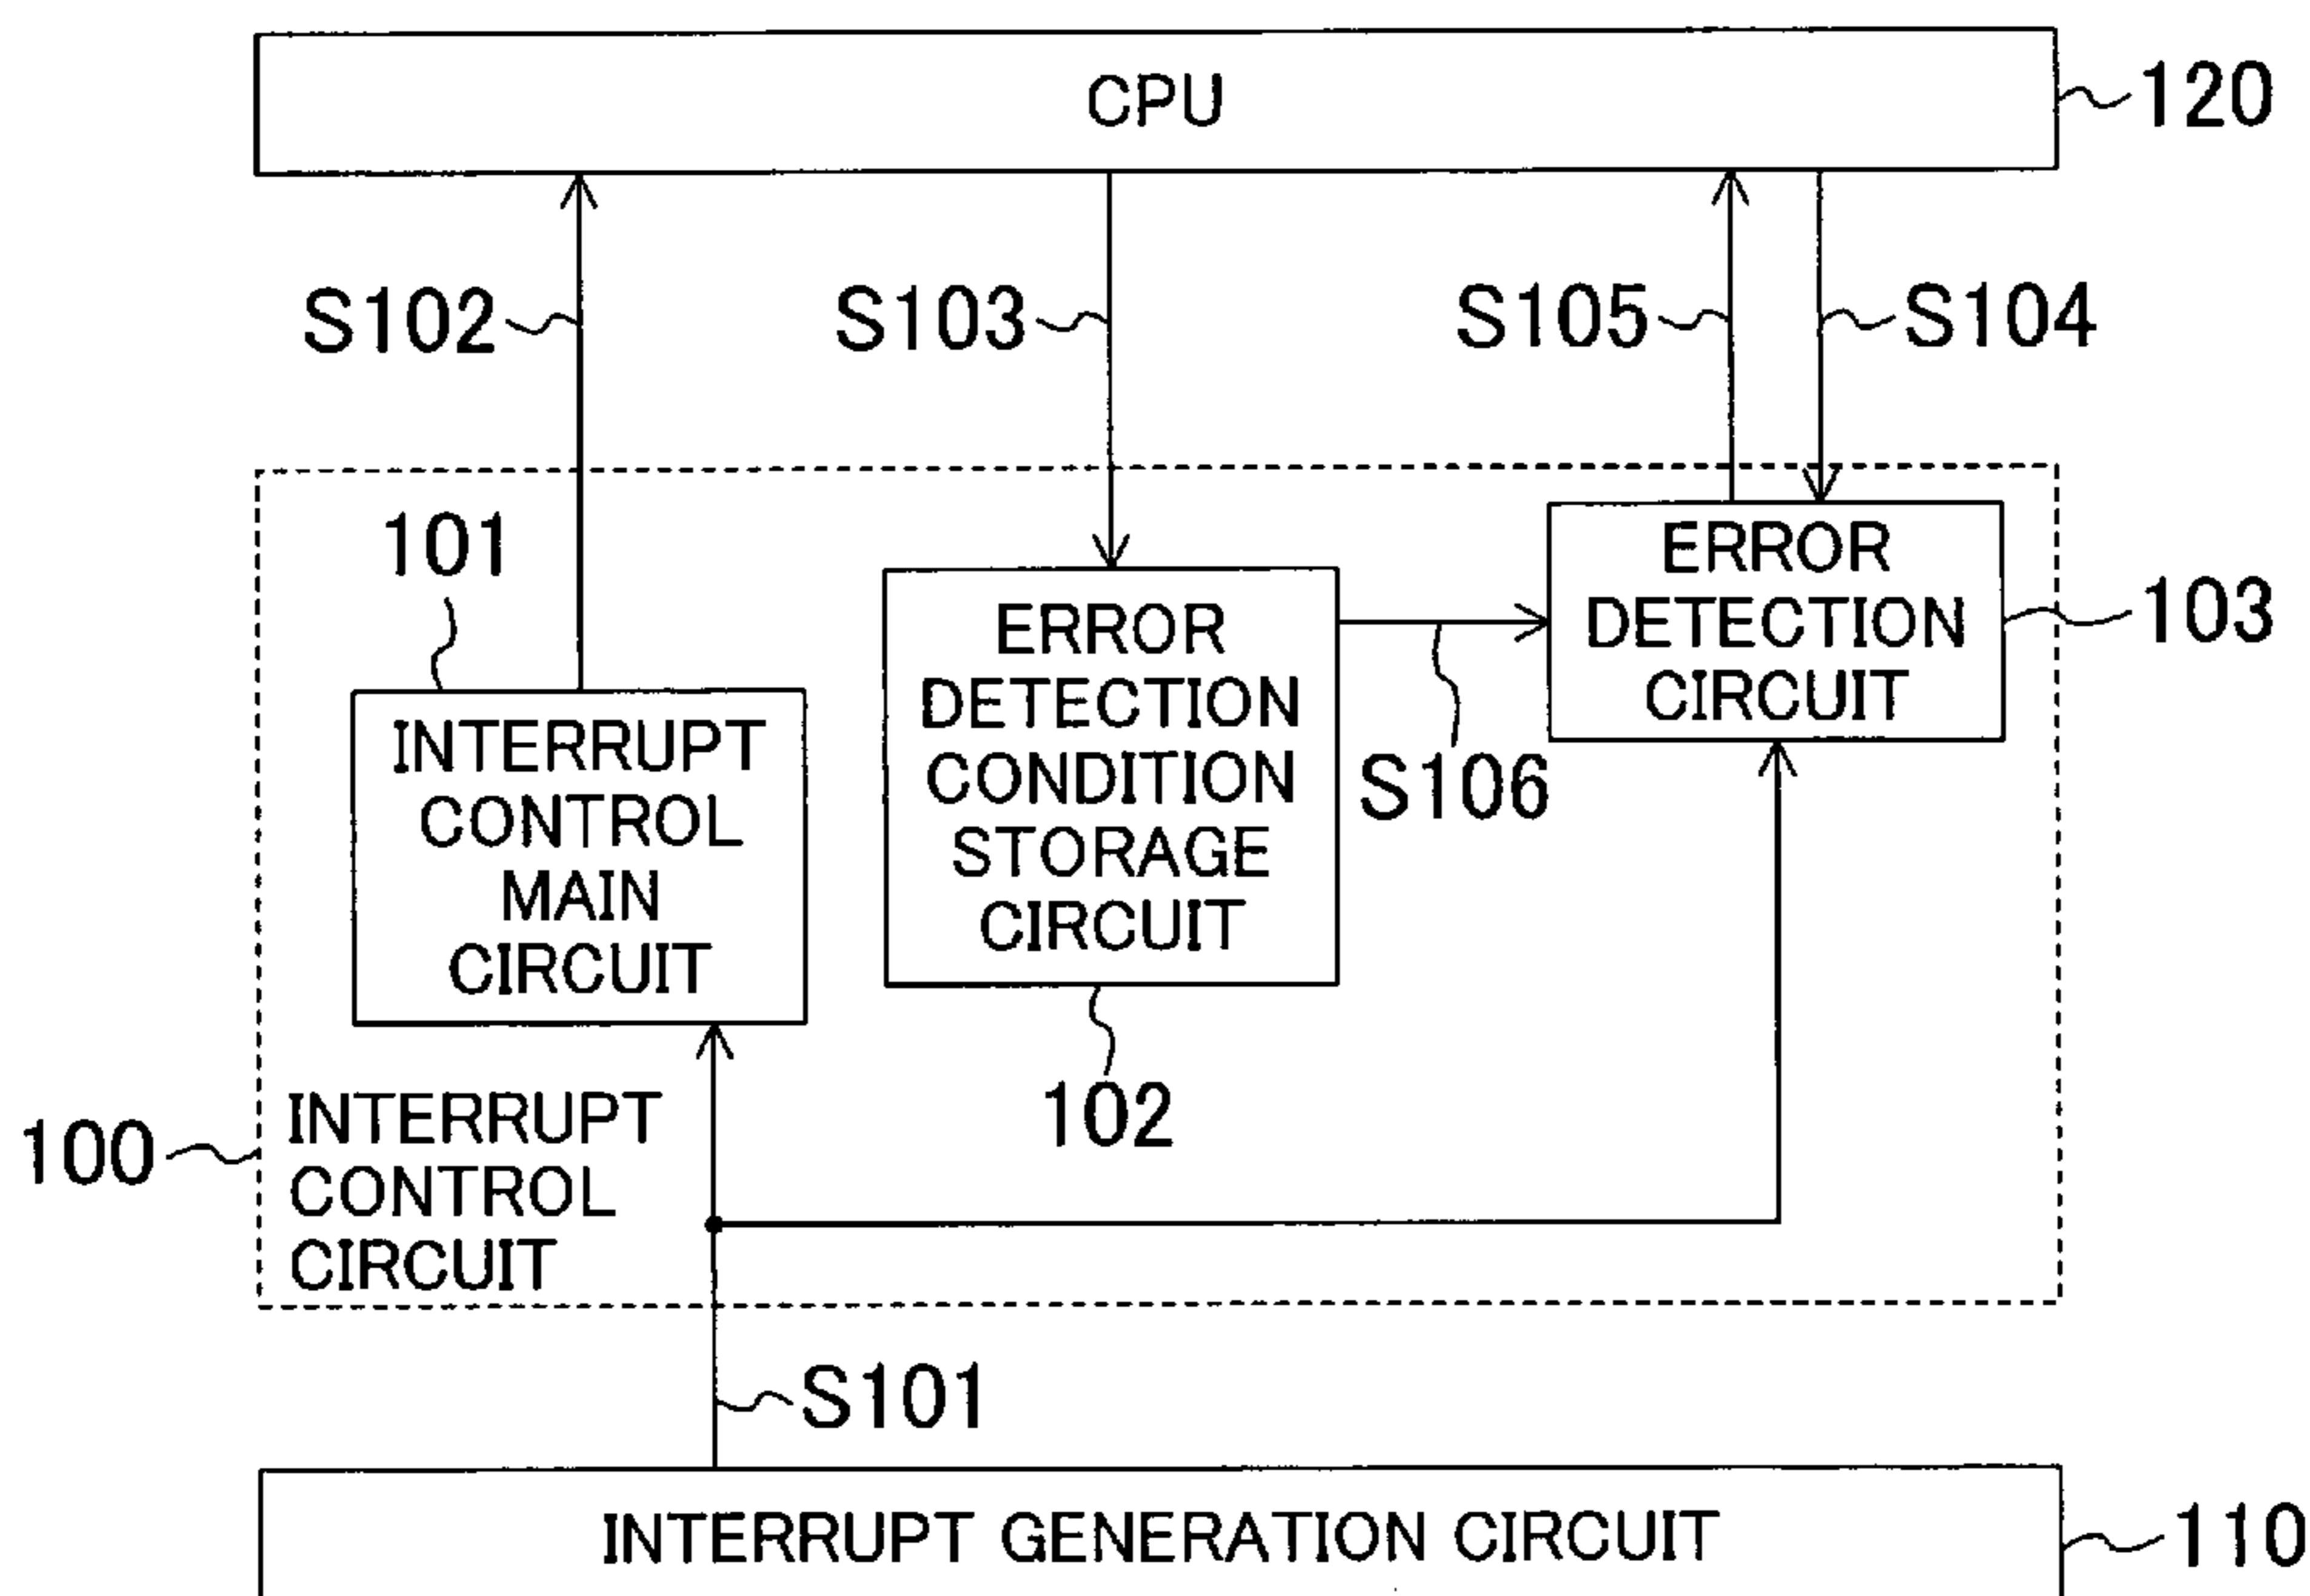 CPU
120
S102
S103
S105
S104
101
ERROR
DETECTION
CIRCUIT
103
ERROR
DETECTION
CONDITION
STORAGE
CIRCUIT
S106
INTERRUPT
CONTROL
MAIN
CIRCUIT
102
100
INTERRUPT
CONTROL
CIRCUIT
S101
INTERRUPT GENERATION CIRCUIT
110